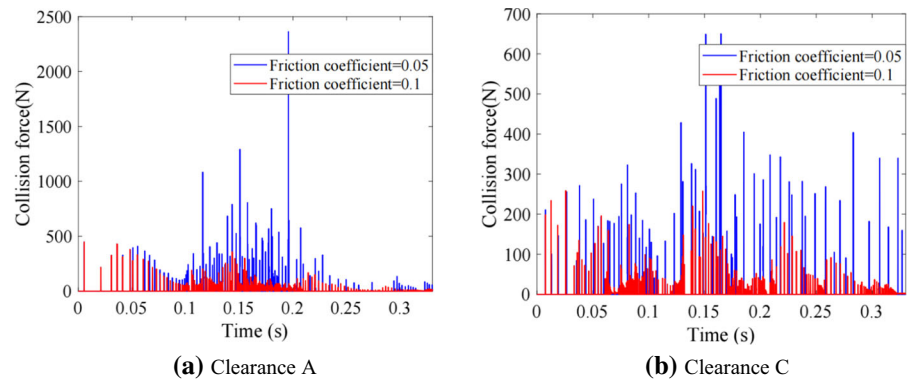 2500
2000
1500
1000
500
0
Collision force(N)
Friction coefficient=0.05
Friction coefficient=0.1
0 0.05 0.1 0.15 0.2 0.25 0.3
Time (s)
(a) Clearance A
700
600
500
400
300
200
100
0
Collision force(N)
Friction coefficient=0.05
Friction coefficient=0.1
0 0.05 0.1 0.15 0.2 0.25 0.3
Time (s)
(b) Clearance C